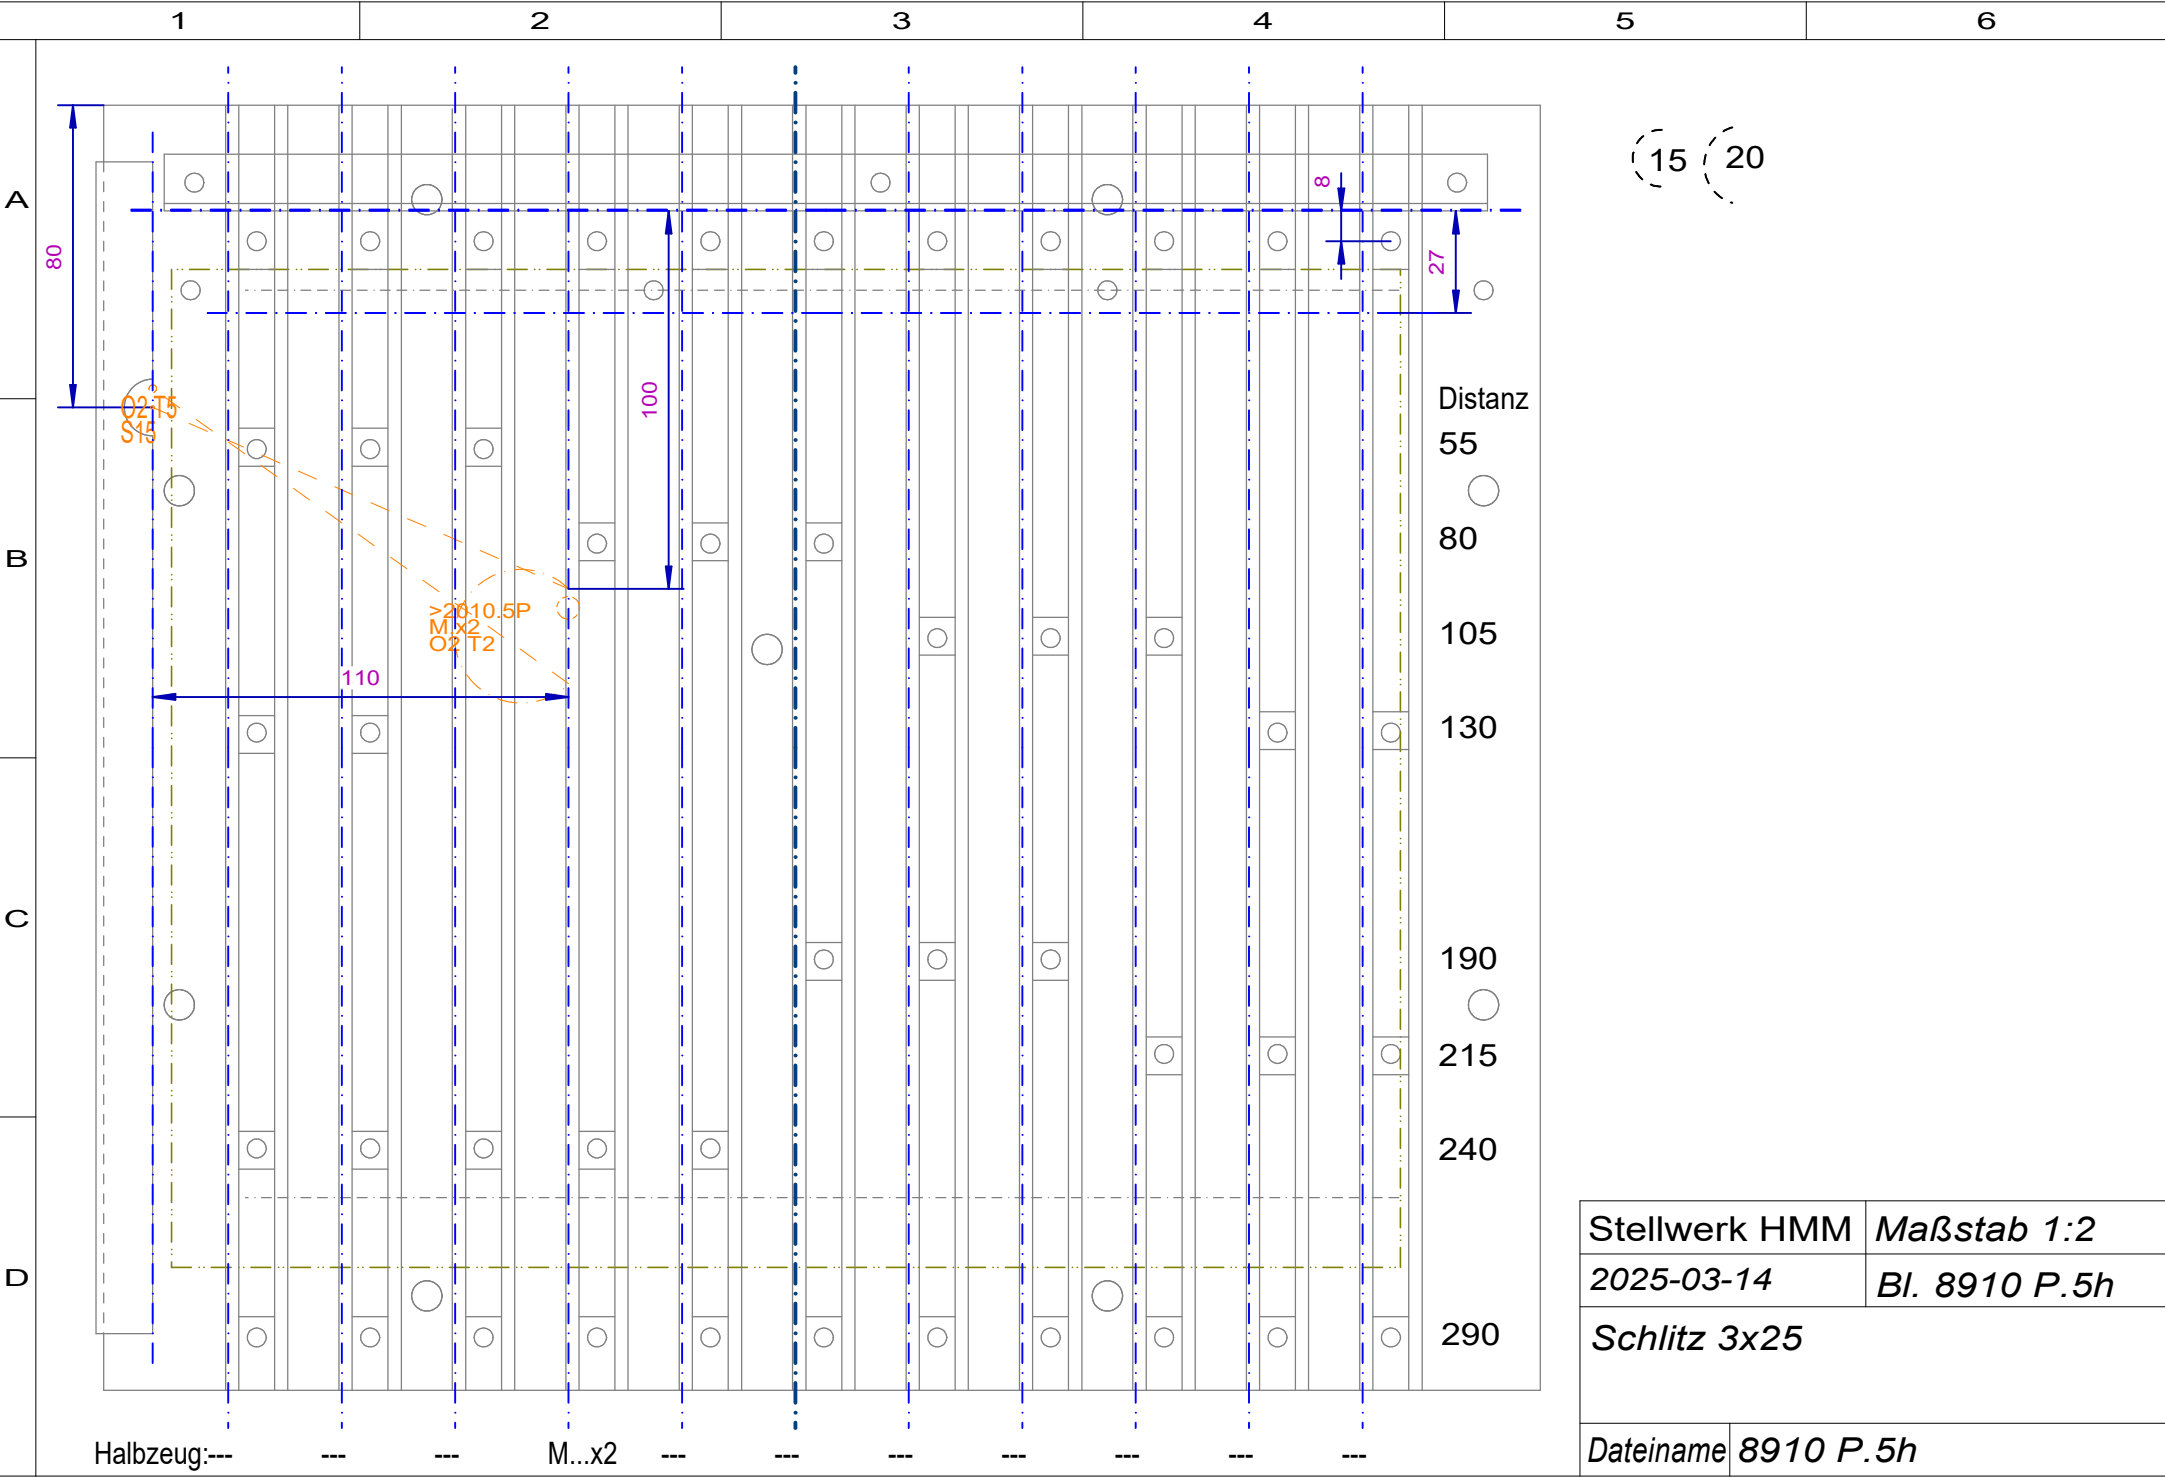 1 2 3 4 5 6
A
B
C
D
15 20
8
80
27
100
Distanz
55
80
105
130
190
215
240
290
O2 T5
S15
>2810.5P
M.x2
O2 T2
110
Stellwerk HMM Maßstab 1:2
2025-03-14 Bl. 8910 P.5h
Schlitz 3x25
Dateiname 8910 P.5h
Halbzeug:--- --- --- M...x2 --- --- --- --- --- --- ---